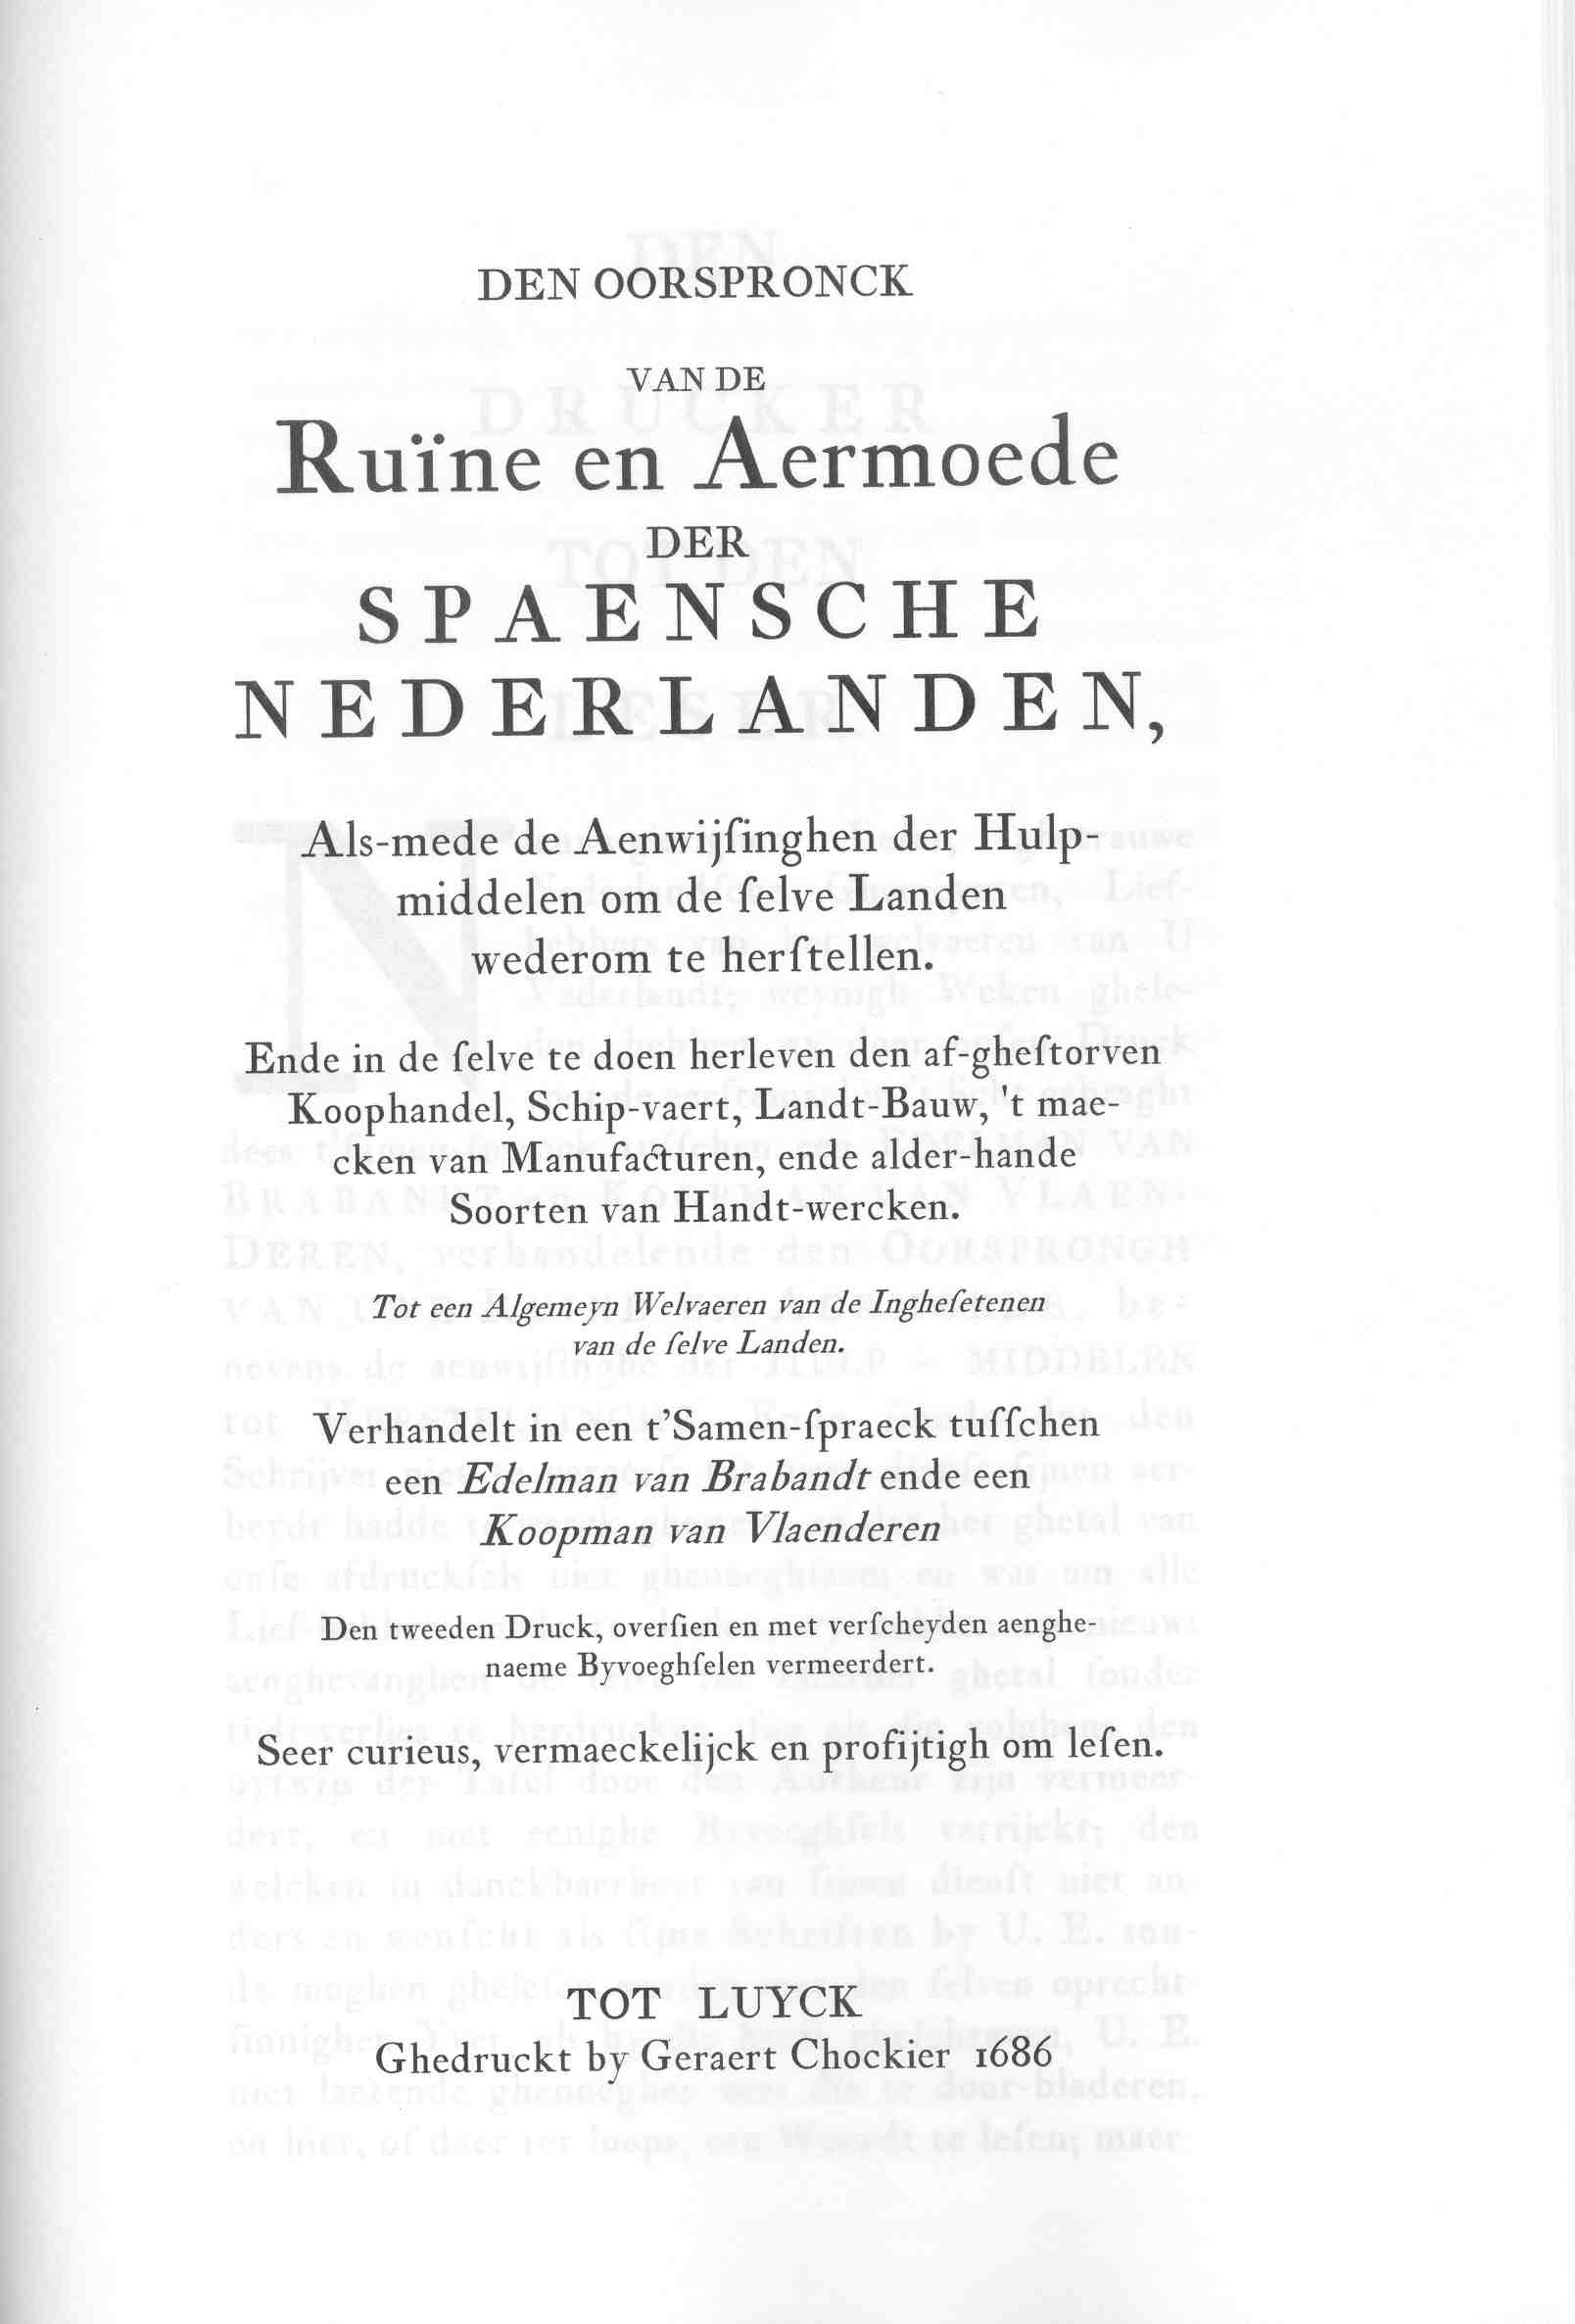 DEN OORSPRONCK
VAN DE
Ruïne en Aermoede
DER
SPAENSCHE
NEDERLANDEN,
Als-mede de Aenwijſinghen der Hulp-
middelen om de ſelve Landen
wederom te herſtellen.
Ende in de ſelve te doen herleven den af-gheſtorven
Koophandel, Schip-vaert, Landt-Bauw, 't mae-
cken van Manufacturen, ende alder-hande
Soorten van Handt-wercken.
Tot een Algemeyn Welvaeren van de Ingheſetenen
van de ſelve Landen.
Verhandelt in een t’Samen-ſpraeck tuſſchen
een Edelman van Brabandt ende een
Koopman van Vlaenderen
Den tweeden Druck, overſien en met verſcheyden aenghe-
naeme Byvoeghſelen vermeerdert.
Seer curieus, vermaeckelijck en profijtigh om leſen.
TOT LUYCK
Ghedruckt by Geraert Chockier 1686